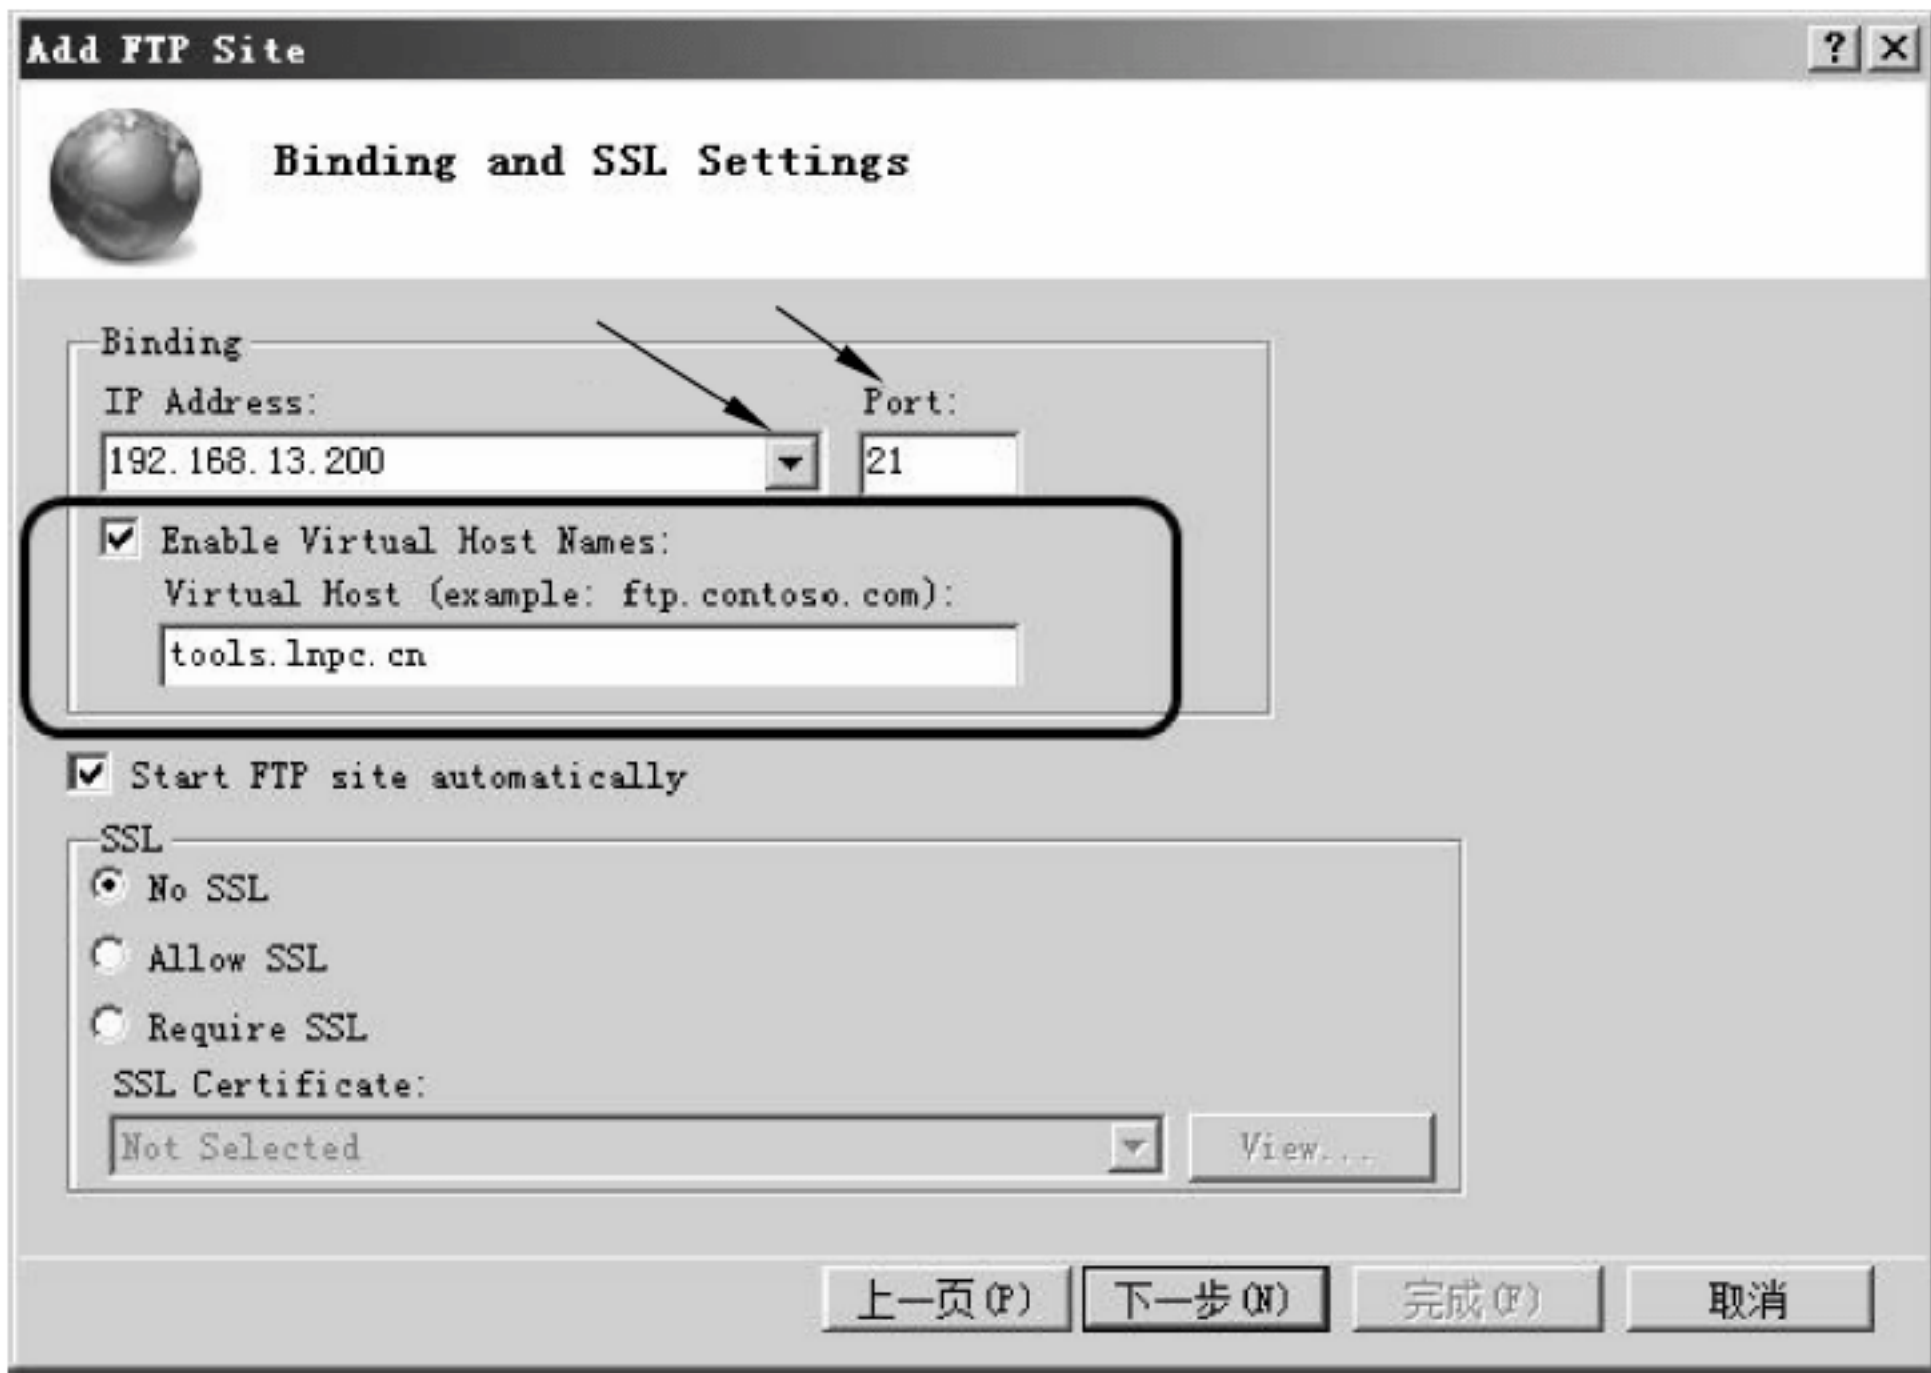 Add FTP Site
Binding and SSL Settings
Binding
IP Address: Port:
192.168.13.200 21
Enable Virtual Host Names:
Virtual Host (example: ftp.contoso.com):
tools.lnpc.cn
Start FTP site automatically
SSL
No SSL
Allow SSL
Require SSL
SSL Certificate:
Not Selected View...
上一页(P) 下一步(N) 完成(F) 取消